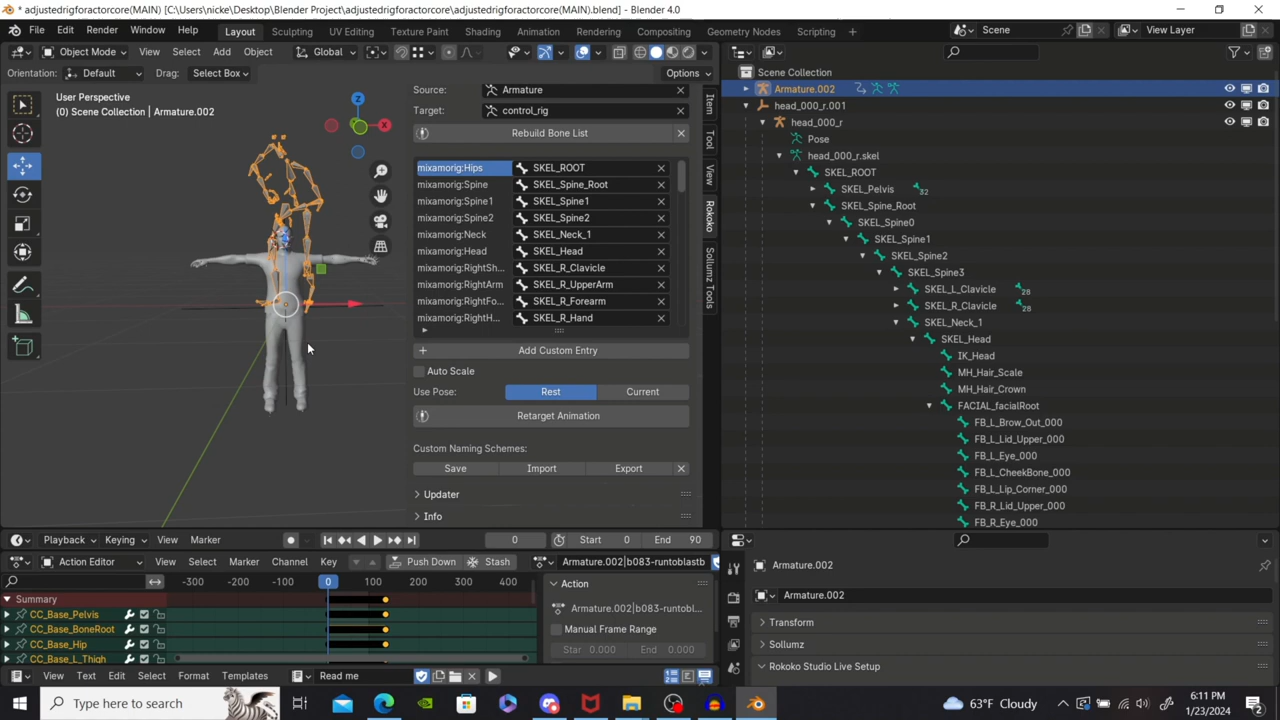 * adjustedrigforactorcore(MAIN) [C:\Users\nicke\Desktop\Blender Project\adjustedrigforactorcore(MAIN).blend] - Blender 4.0
File Edit Render Window Help Layout Sculpting UV Editing Texture Paint Shading Animation Rendering Compositing Geometry Nodes Scripting + Scene View Layer
Object Mode View Select Add Object Global
Orientation: Default Drag: Select Box Options
User Perspective
(0) Scene Collection | Armature.002
Z
X
Item
Tool
View
Rokoko
Sollumz Tools
Source: Armature
Target: control_rig
Rebuild Bone List
mixamorig:Hips SKEL_ROOT
mixamorig:Spine SKEL_Spine_Root
mixamorig:Spine1 SKEL_Spine1
mixamorig:Spine2 SKEL_Spine2
mixamorig:Neck SKEL_Neck_1
mixamorig:Head SKEL_Head
mixamorig:RightSh... SKEL_R_Clavicle
mixamorig:RightArm SKEL_R_UpperArm
mixamorig:RightFo... SKEL_R_Forearm
mixamorig:RightH... SKEL_R_Hand
Add Custom Entry
Auto Scale
Use Pose: Rest Current
Retarget Animation
Custom Naming Schemes:
Save Import Export
Updater
Info
Scene Collection
Armature.002
head_000_r.001
head_000_r
Pose
head_000_r.skel
SKEL_ROOT
SKEL_Pelvis 32
SKEL_Spine_Root
SKEL_Spine0
SKEL_Spine1
SKEL_Spine2
SKEL_Spine3
SKEL_L_Clavicle 28
SKEL_R_Clavicle 28
SKEL_Neck_1
SKEL_Head
IK_Head
MH_Hair_Scale
MH_Hair_Crown
FACIAL_facialRoot
FB_L_Brow_Out_000
FB_L_Lid_Upper_000
FB_L_Eye_000
FB_L_CheekBone_000
FB_L_Lip_Corner_000
FB_R_Lid_Upper_000
FB_R_Eye_000
Playback Keying View Marker 0 Start 0 End 90
Action Editor View Select Marker Channel Key Push Down Stash Armature.002|b083-runtoblastb
-300 -200 -100 0 100 200 300 400
Summary
CC_Base_Pelvis
CC_Base_BoneRoot
CC_Base_Hip
CC_Base_L_Thigh
Action
Armature.002|b083-runtobl...
Manual Frame Range
Start 0.000 End 0.000
View Text Edit Select Format Templates Read me
Armature.002
Armature.002
Transform
Sollumz
Rokoko Studio Live Setup
Type here to search
63°F Cloudy
6:11 PM
1/23/2024
2